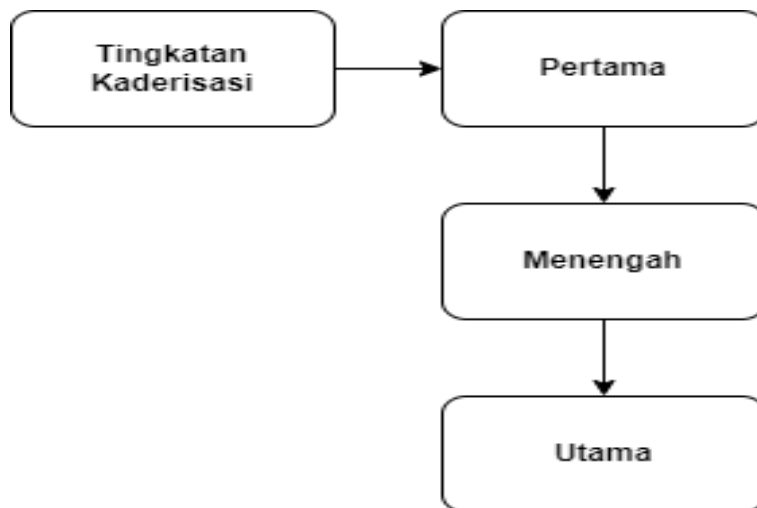 Tingkatan
Kaderisasi
Pertama
Menengah
Utama